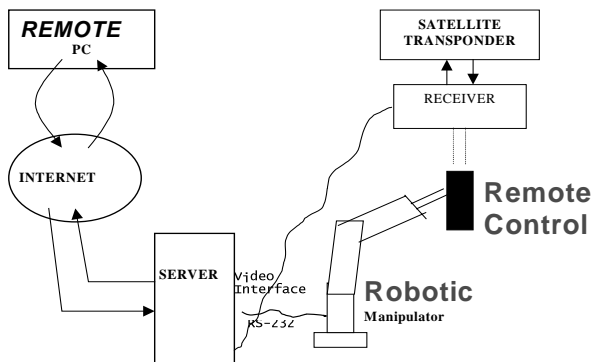 REMOTE
PC
SATELLITE
TRANSPONDER
RECEIVER
INTERNET
Remote
Control
SERVER
Video
Interface
RS-232
Robotic
Manipulator